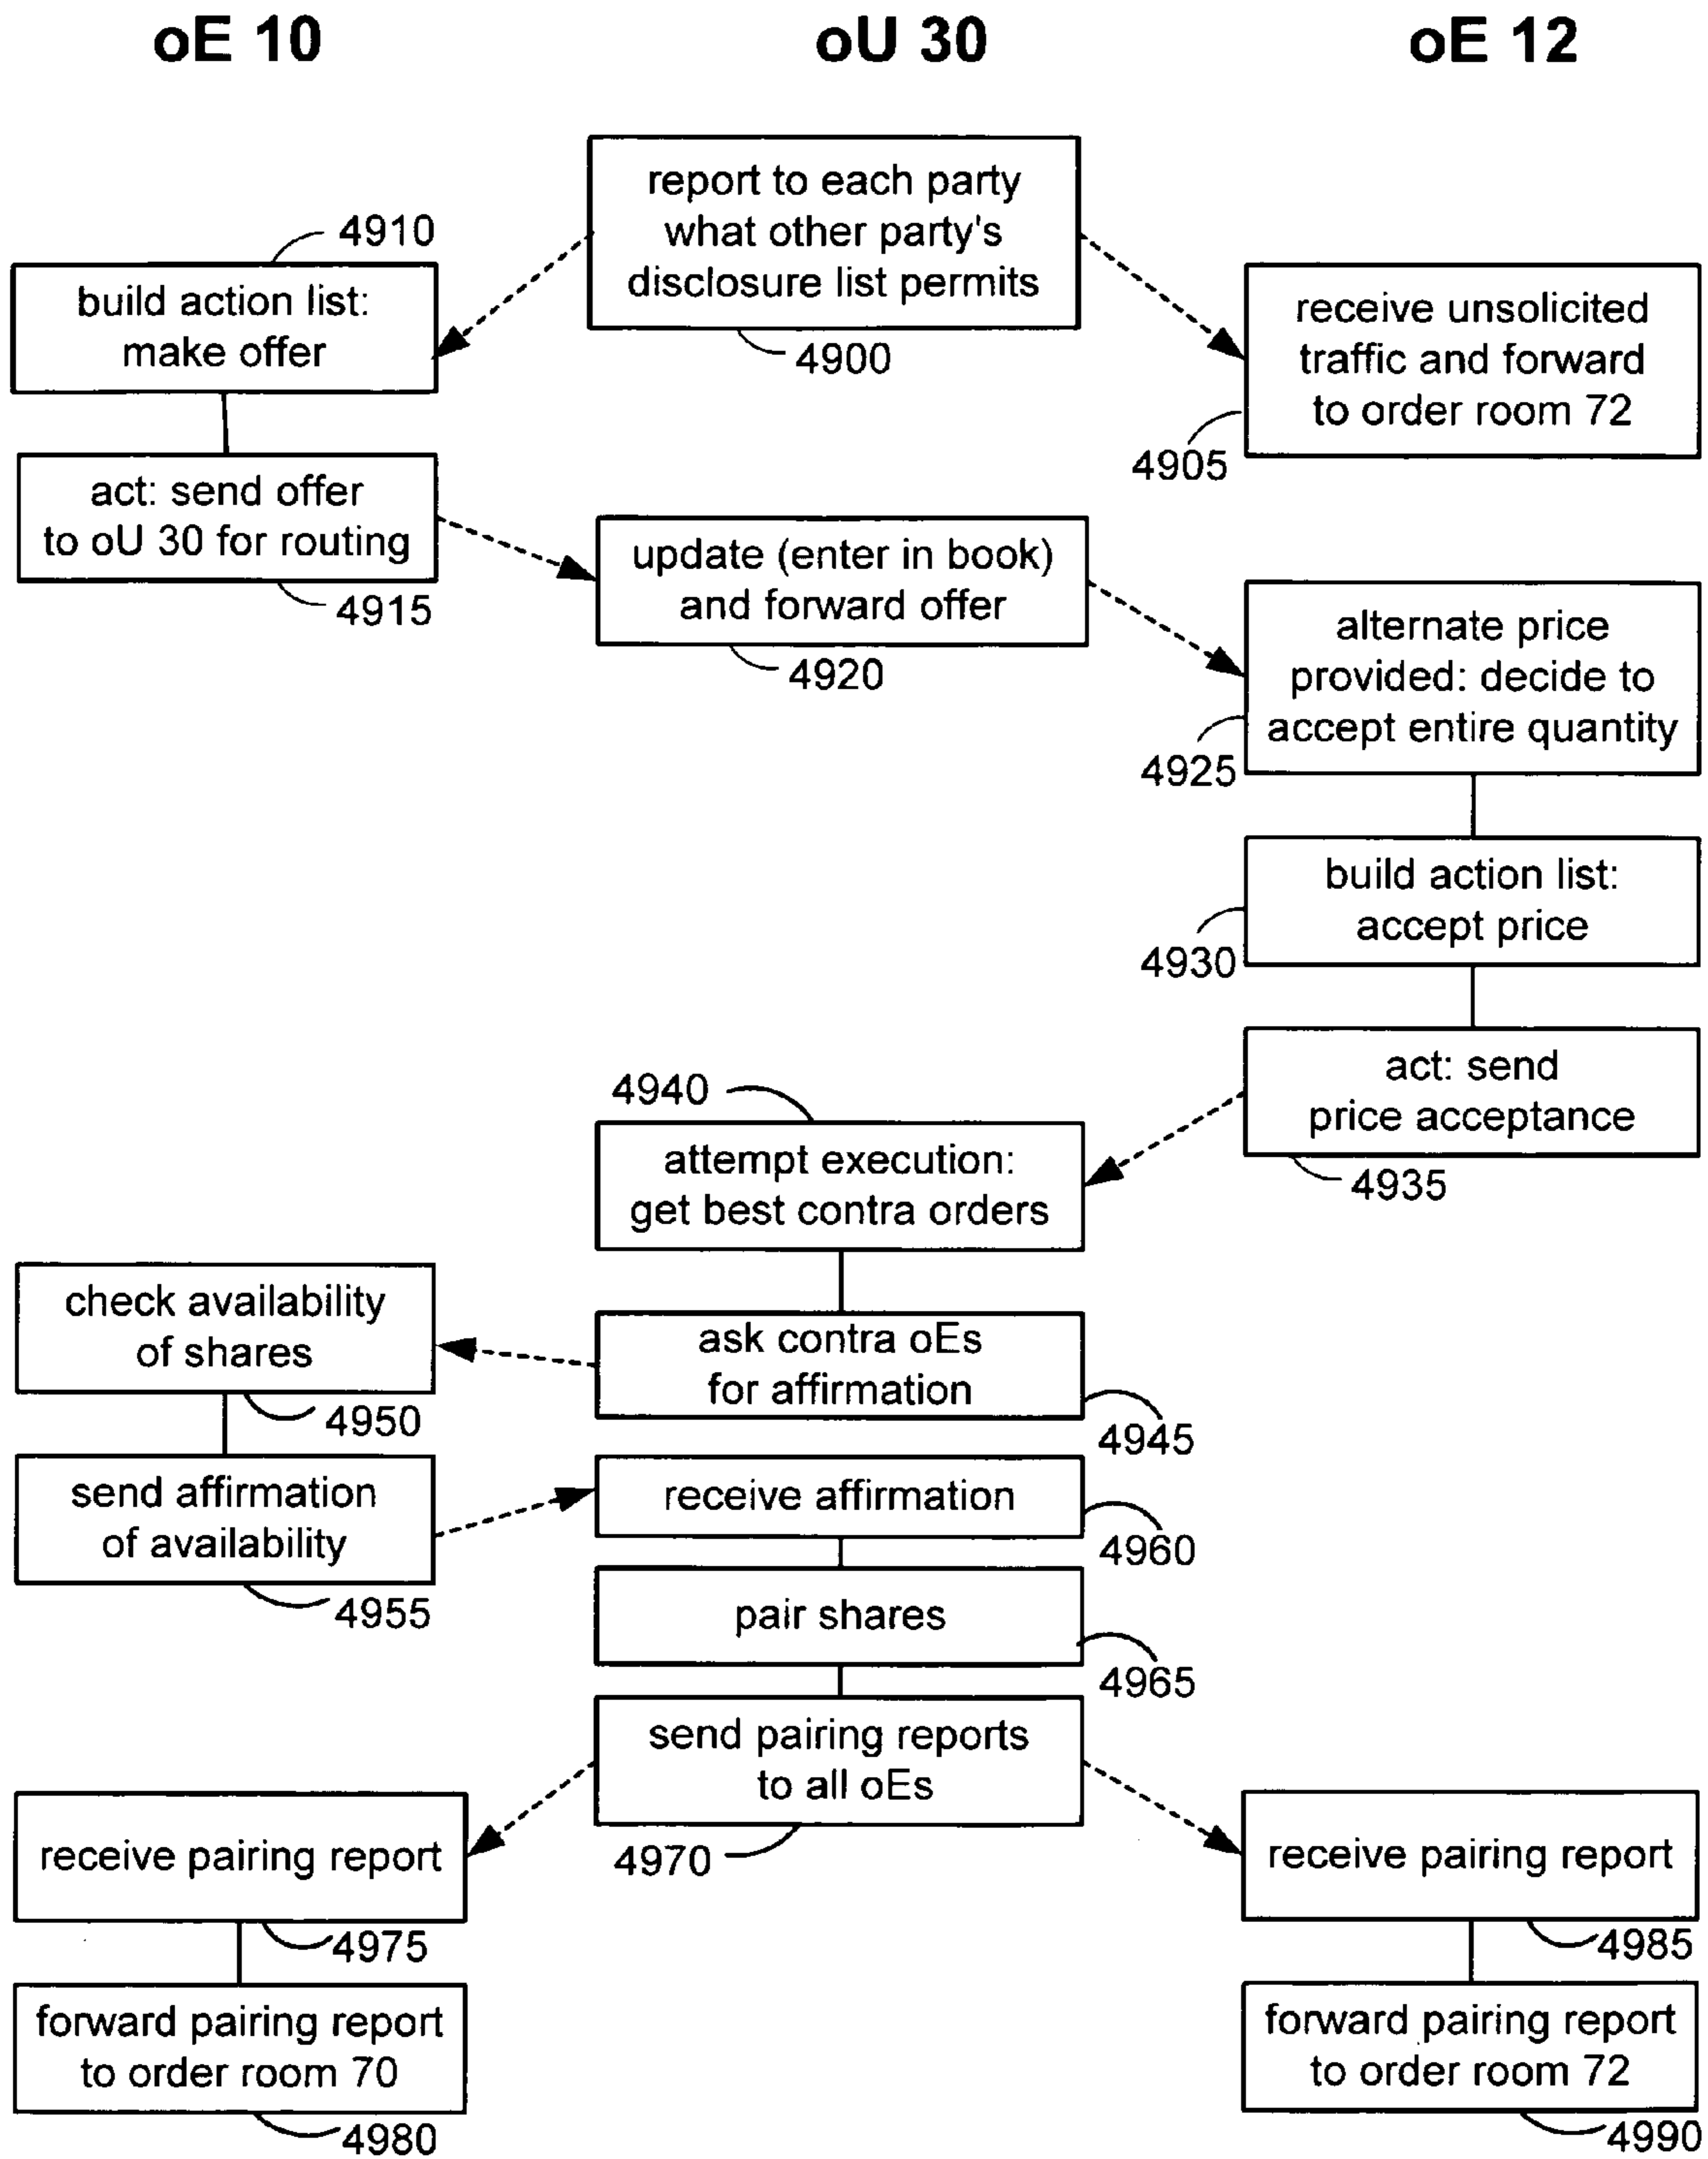 oE 10
oU 30
oE 12
report to each party
what other party's
disclosure list permits
4900
4910
build action list:
make offer
receive unsolicited
traffic and forward
to order room 72
4905
act: send offer
to oU 30 for routing
4915
update (enter in book)
and forward offer
4920
alternate price
provided: decide to
accept entire quantity
4925
build action list:
accept price
4930
act: send
price acceptance
4935
4940
attempt execution:
get best contra orders
ask contra oEs
for affirmation
4945
check availability
of shares
4950
send affirmation
of availability
4955
receive affirmation
4960
pair shares
4965
send pairing reports
to all oEs
4970
receive pairing report
4975
forward pairing report
to order room 70
4980
receive pairing report
4985
forward pairing report
to order room 72
4990